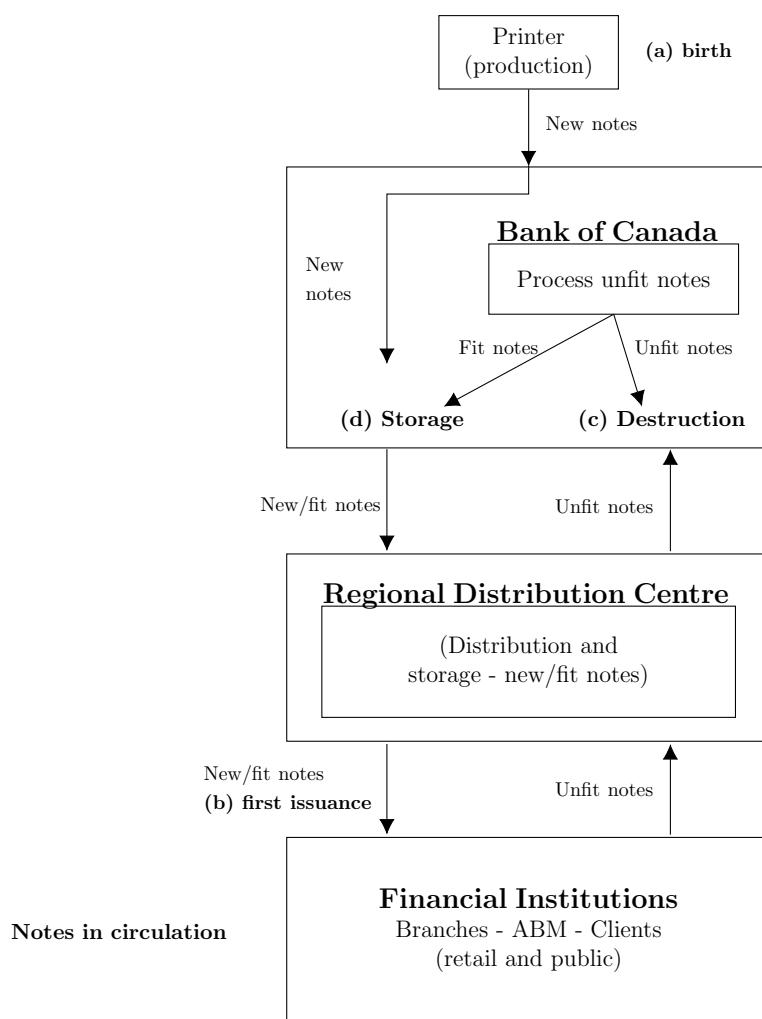 Printer
(production)
(a) birth
New notes
Bank of Canada
New
notes
Process unfit notes
Fit notes
Unfit notes
(d) Storage
(c) Destruction
New/fit notes
Unfit notes
Regional Distribution Centre
(Distribution and
storage - new/fit notes)
New/fit notes
(b) first issuance
Unfit notes
Financial Institutions
Branches - ABM - Clients
(retail and public)
Notes in circulation